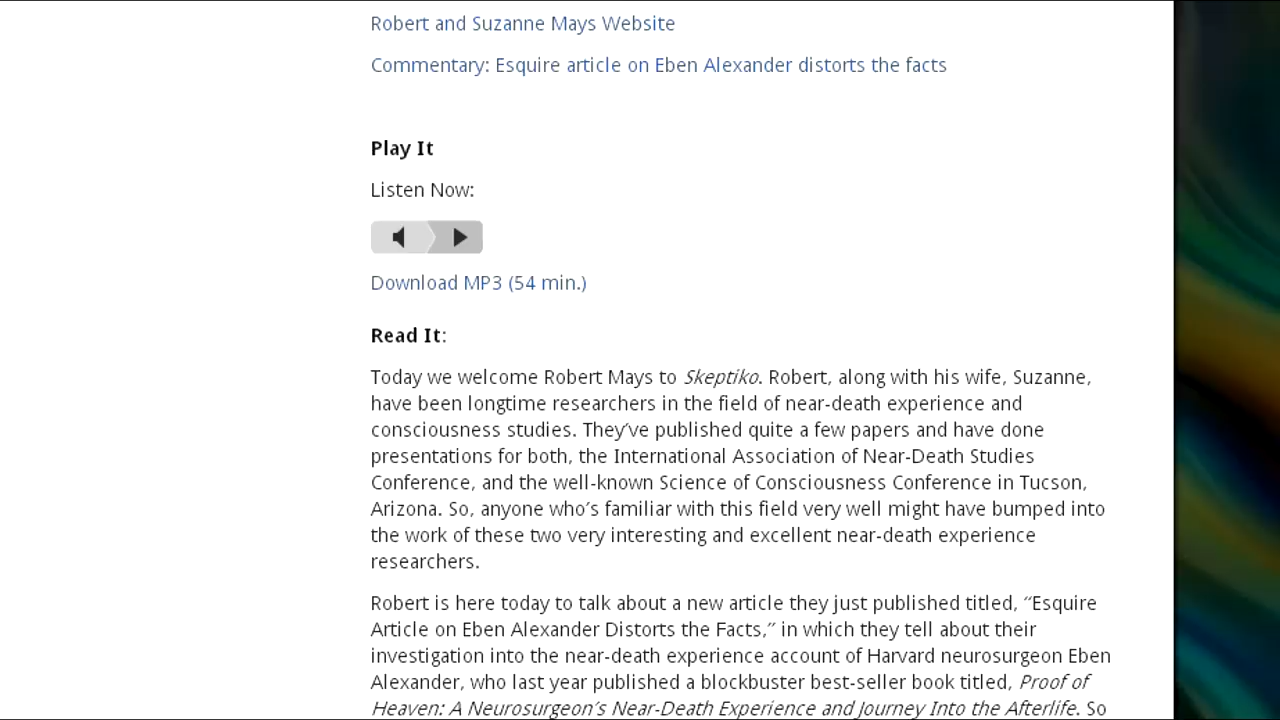 Robert and Suzanne Mays Website
Commentary: Esquire article on Eben Alexander distorts the facts
Play It
Listen Now:
Download MP3 (54 min.)
Read It:
Today we welcome Robert Mays to Skeptiko. Robert, along with his wife, Suzanne,
have been longtime researchers in the field of near-death experience and
consciousness studies. They’ve published quite a few papers and have done
presentations for both, the International Association of Near-Death Studies
Conference, and the well-known Science of Consciousness Conference in Tucson,
Arizona. So, anyone who’s familiar with this field very well might have bumped into
the work of these two very interesting and excellent near-death experience
researchers.
Robert is here today to talk about a new article they just published titled, “Esquire
Article on Eben Alexander Distorts the Facts,” in which they tell about their
investigation into the near-death experience account of Harvard neurosurgeon Eben
Alexander, who last year published a blockbuster best-seller book titled, Proof of
Heaven: A Neurosurgeon’s Near-Death Experience and Journey Into the Afterlife. So